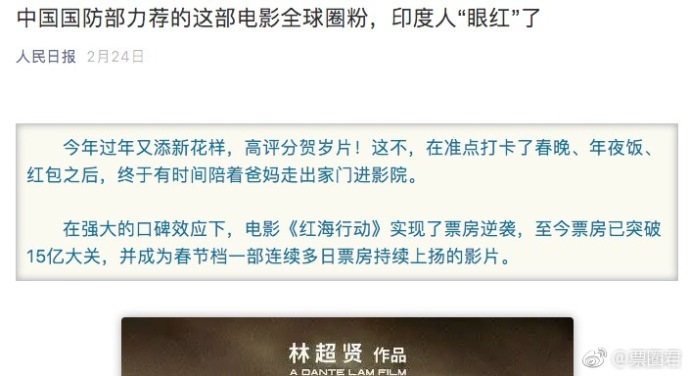 中国国防部力荐的这部电影全球圈粉，印度人“眼红”了
人民日报 2月24日
今年过年又添新花样，高评分贺岁片！这不，在准点打卡了春晚、年夜饭、
红包之后，终于有时间陪着爸妈走出家门进影院。
在强大的口碑效应下，电影《红海行动》实现了票房逆袭，至今票房已突破
15亿大关，并成为春节档一部连续多日票房持续上扬的影片。
林超贤 作品
A DANTE LAM FILM
@票圈君